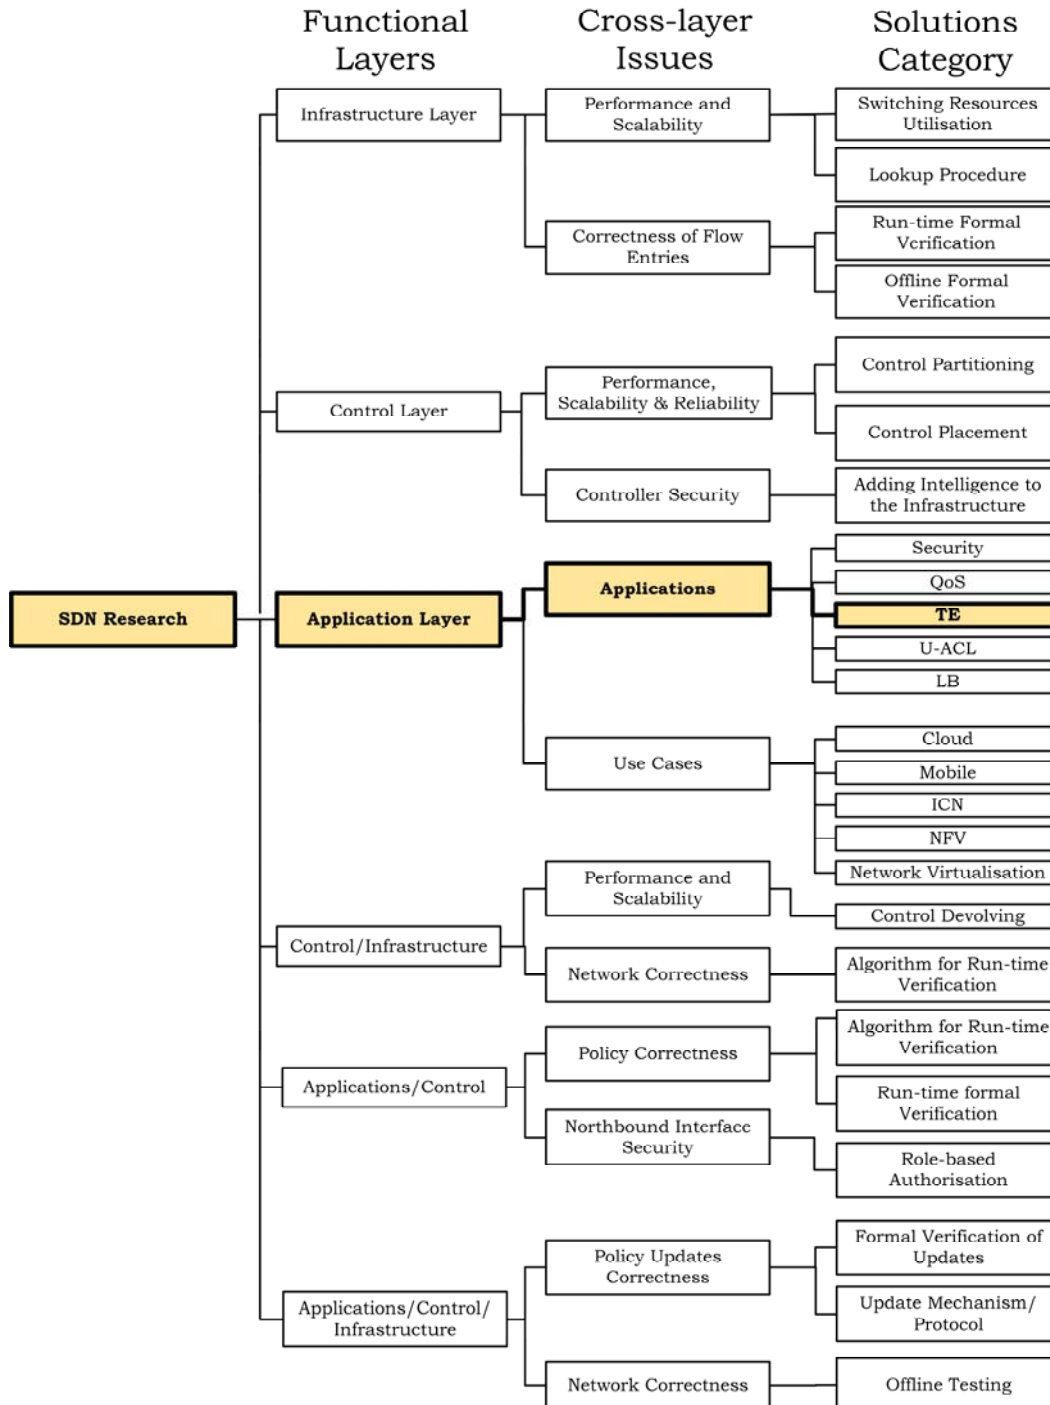 Functional
Layers
Cross-layer
Issues
Solutions
Category
Infrastructure Layer
Performance and
Scalability
Switching Resources
Utilisation
Lookup Procedure
Correctness of Flow
Entries
Run-time Formal
Verification
Offline Formal
Verification
Control Layer
Performance,
Scalability & Reliability
Control Partitioning
Control Placement
Controller Security
Adding Intelligence to
the Infrastructure
SDN Research
Application Layer
Applications
Security
QoS
TE
U-ACL
LB
Use Cases
Cloud
Mobile
ICN
NFV
Network Virtualisation
Control/Infrastructure
Performance and
Scalability
Control Devolving
Network Correctness
Algorithm for Run-time
Verification
Applications/Control
Policy Correctness
Algorithm for Run-time
Verification
Run-time formal
Verification
Northbound Interface
Security
Role-based
Authorisation
Applications/Control/
Infrastructure
Policy Updates
Correctness
Formal Verification of
Updates
Update Mechanism/
Protocol
Network Correctness
Offline Testing